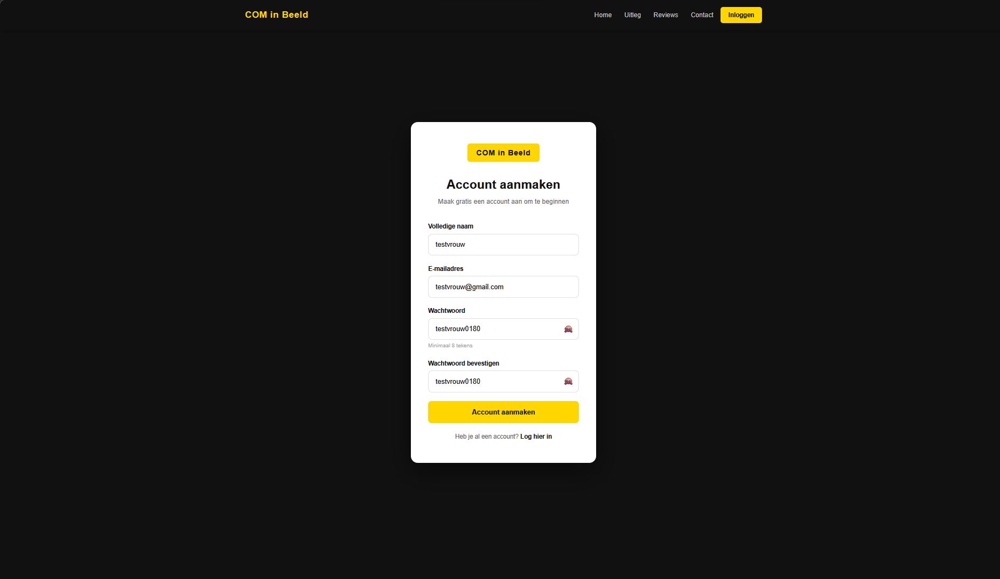 COM in Beeld
Home
Uitleg
Reviews
Contact
Inloggen
COM in Beeld
Account aanmaken
Maak gratis een account aan om te beginnen
Volledige naam
testvrouw
E-mailadres
testvrouw@gmail.com
Wachtwoord
testvrouw0180
Minimaal 8 tekens
Wachtwoord bevestigen
testvrouw0180
Account aanmaken
Heb je al een account? Log hier in